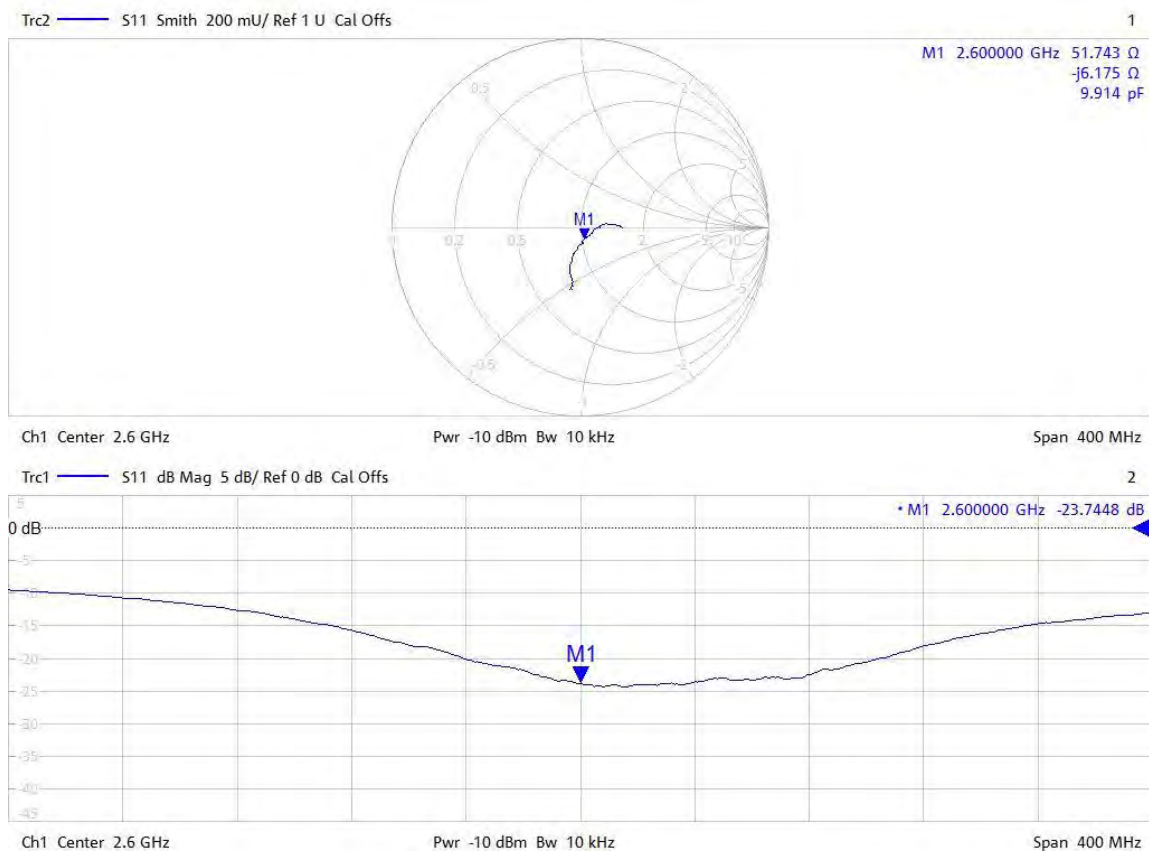 Trc2 S11 Smith 200 mU/ Ref 1 U Cal Offs 1
M1 2.600000 GHz 51.743 Ω
-j6.175 Ω
9.914 pF
0.5 2
5
M1
0 0.2 0.5 2 5 10
-5
-0.5 -2
-1
Ch1 Center 2.6 GHz Pwr -10 dBm Bw 10 kHz Span 400 MHz
Trc1 S11 dB Mag 5 dB/ Ref 0 dB Cal Offs 2
5
• M1 2.600000 GHz -23.7448 dB
0 dB
-5
-10
-15
-20
M1
-25
-30
-35
-40
-45
Ch1 Center 2.6 GHz Pwr -10 dBm Bw 10 kHz Span 400 MHz